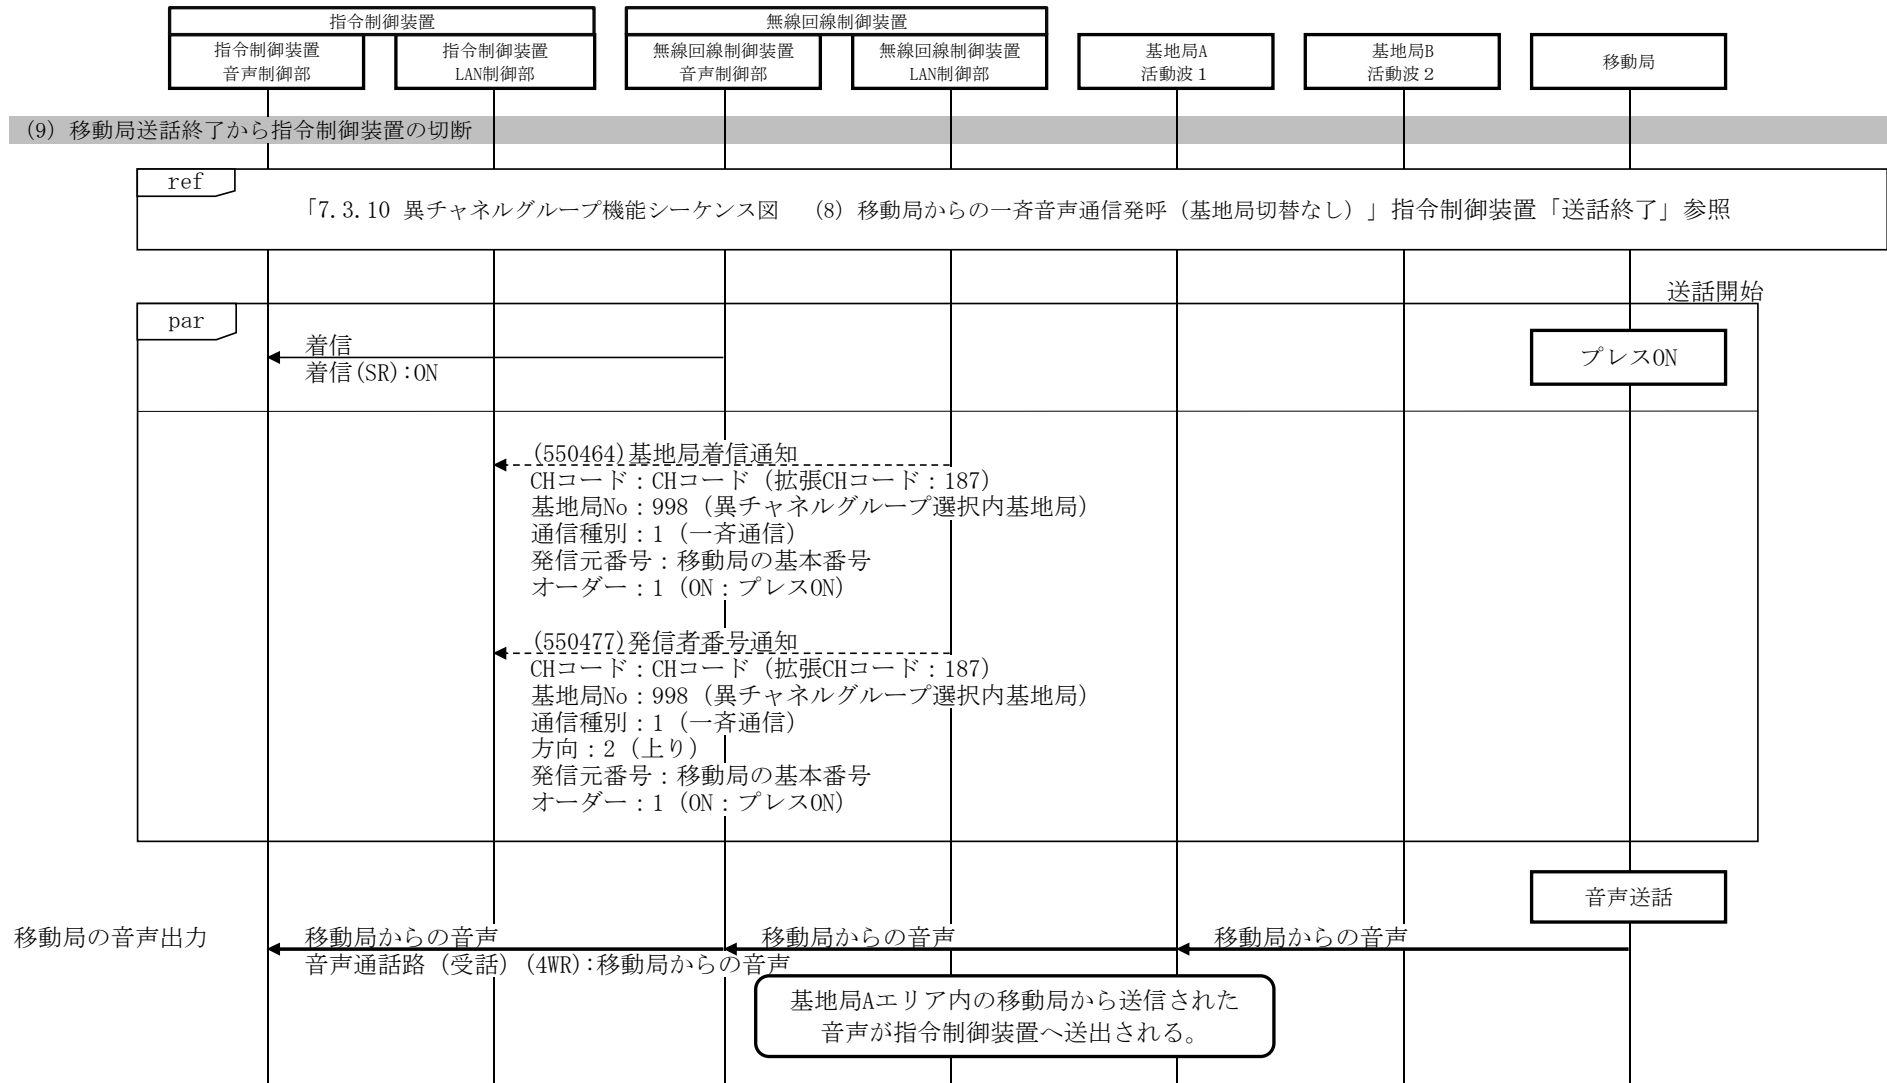 指令制御装置
無線回線制御装置
指令制御装置
音声制御部
指令制御装置
LAN制御部
無線回線制御装置
音声制御部
無線回線制御装置
LAN制御部
基地局A
活動波1
基地局B
活動波2
移動局
(9) 移動局送話終了から指令制御装置の切断
ref
「7.3.10 異チャネルグループ機能シーケンス図 (8) 移動局からの一斉音声通信発呼(基地局切替なし)」指令制御装置「送話終了」参照
送話開始
par
着信
着信(SR):ON
プレスON
(550464)基地局着信通知
CHコード:CHコード(拡張CHコード:187)
基地局No:998(異チャネルグループ選択内基地局)
通信種別:1(一斉通信)
発信元番号:移動局の基本番号
オーダー:1(ON:プレスON)
(550477)発信者番号通知
CHコード:CHコード(拡張CHコード:187)
基地局No:998(異チャネルグループ選択内基地局)
通信種別:1(一斉通信)
方向:2(上り)
発信元番号:移動局の基本番号
オーダー:1(ON:プレスON)
音声送話
移動局の音声出力
移動局からの音声
移動局からの音声
移動局からの音声
音声通話路(受話)(4WR):移動局からの音声
基地局Aエリア内の移動局から送信された
音声が指令制御装置へ送出される。